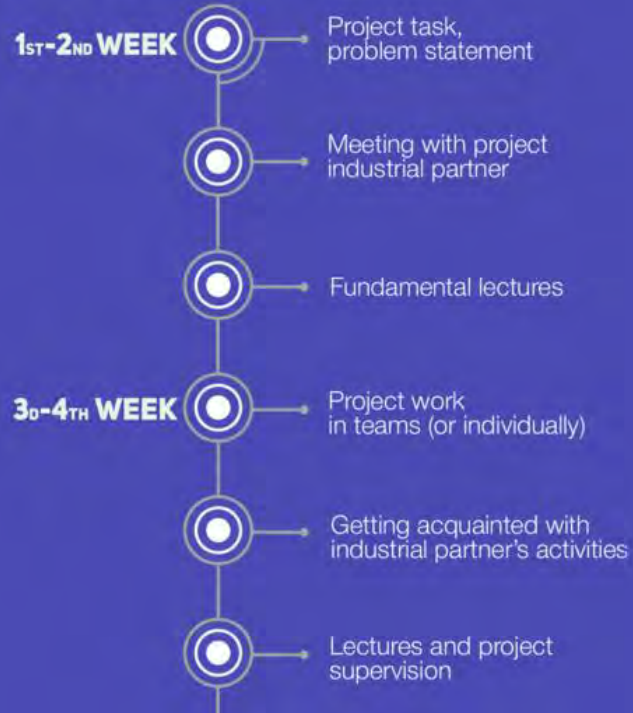 1ST-2ND WEEK
Project task,
problem statement
Meeting with project
industrial partner
Fundamental lectures
3D-4TH WEEK
Project work
in teams (or individually)
Getting acquainted with
industrial partner's activities
Lectures and project
supervision